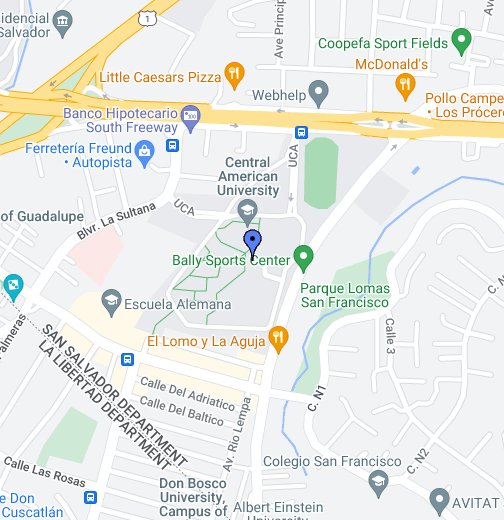 esidencial
Salvador
1
Ave Principal
Coopefa Sport Fields
McDonald's
Little Caesars Pizza
Webhelp
Pollo Campe
• Los Prócere
Banco Hipotecario
South Freeway
Ferretería Freund
• Autopista
Central
American
University
UCA
UCA
Blvr. La Sultana
of Guadalupe
Bally Sports Center
Parque Lomas
San Francisco
Escuela Alemana
Calle 3
C. N
Palmeras
SAN SALVADOR DEPARTMENT
LA LIBERTAD DEPARTMENT
El Lomo y La Aguja
Calle Del Adriatico
Calle Del Baltico
C. N1
Av. Rio Lempa
C. N2
Calle Las Rosas
Colegio San Francisco
Don Bosco
University,
Campus of
Albert Einstein
University
AVITAT
e Don
Cuscatlán